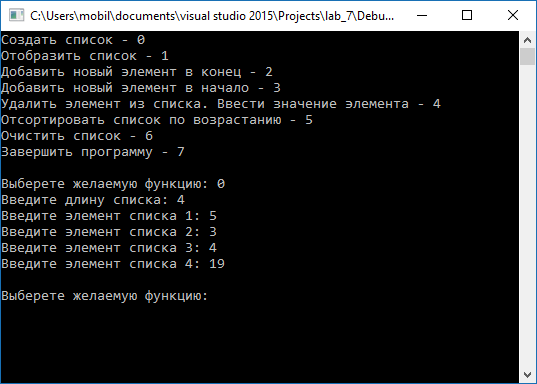 C:\Users\mobil\documents\visual studio 2015\Projects\lab_7\Debu...
Создать список - 0
Отобразить список - 1
Добавить новый элемент в конец - 2
Добавить новый элемент в начало - 3
Удалить элемент из списка. Ввести значение элемента - 4
Отсортировать список по возрастанию - 5
Очистить список - 6
Завершить программу - 7
Выберете желаемую функцию: 0
Введите длину списка: 4
Введите элемент списка 1: 5
Введите элемент списка 2: 3
Введите элемент списка 3: 4
Введите элемент списка 4: 19
Выберете желаемую функцию: